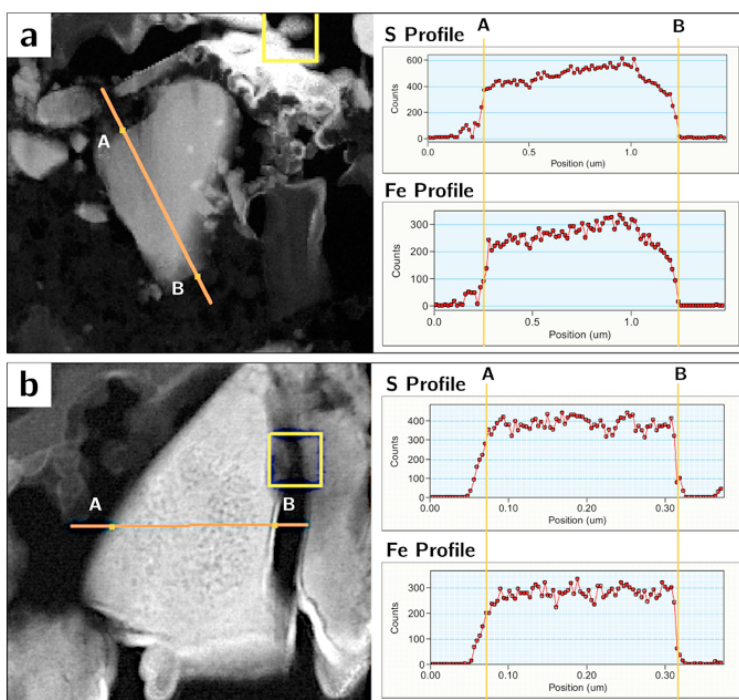 a
A
B
S Profile
A
B
600
400
200
0
Counts
0.0
0.5
1.0
Position (um)
Fe Profile
300
200
100
0
Counts
0.0
0.5
1.0
Position (um)
b
A
B
S Profile
A
B
400
300
200
100
0
Counts
0.00
0.10
0.20
0.30
Position (um)
Fe Profile
300
200
100
0
Counts
0.00
0.10
0.20
0.30
Position (um)